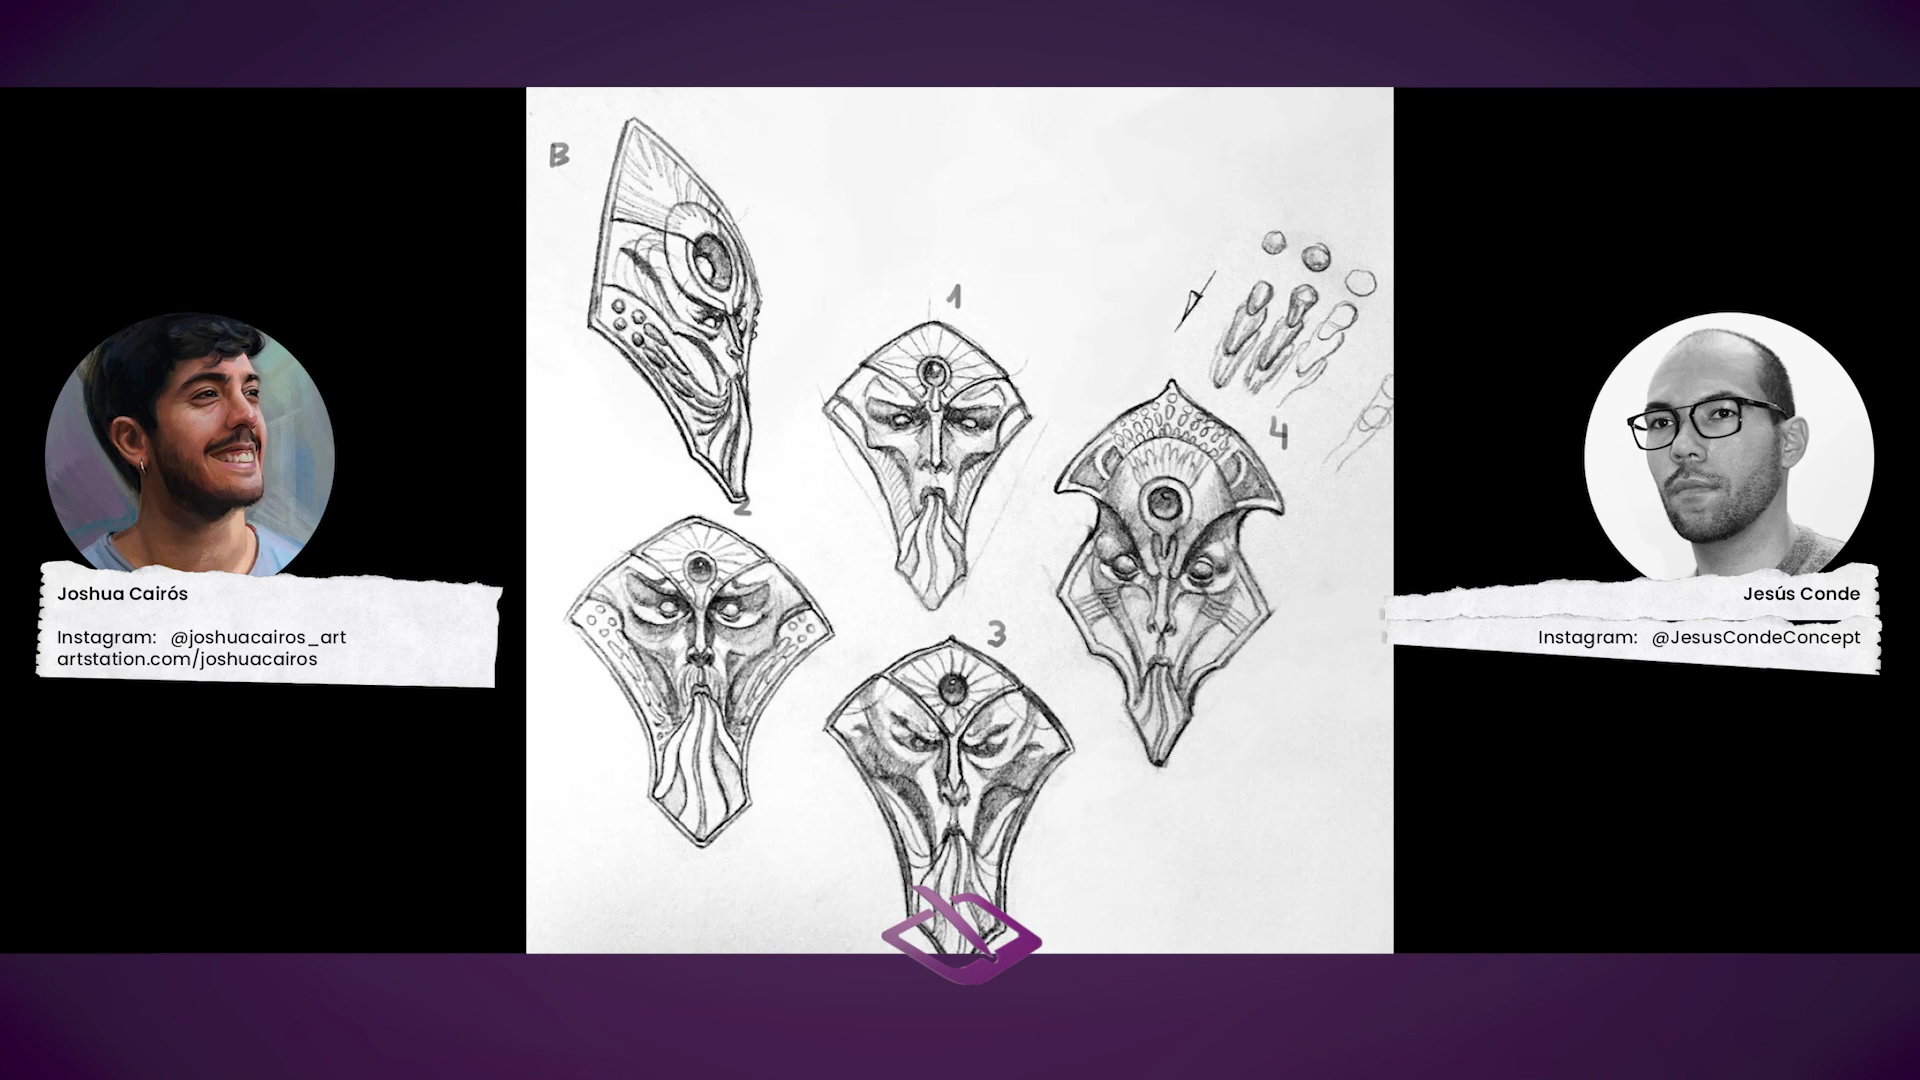 B
1
4
2
3
Joshua Cairós
Instagram: @joshuacairos_art
artstation.com/joshuacairos
Jesús Conde
Instagram: @JesusCondeConcept